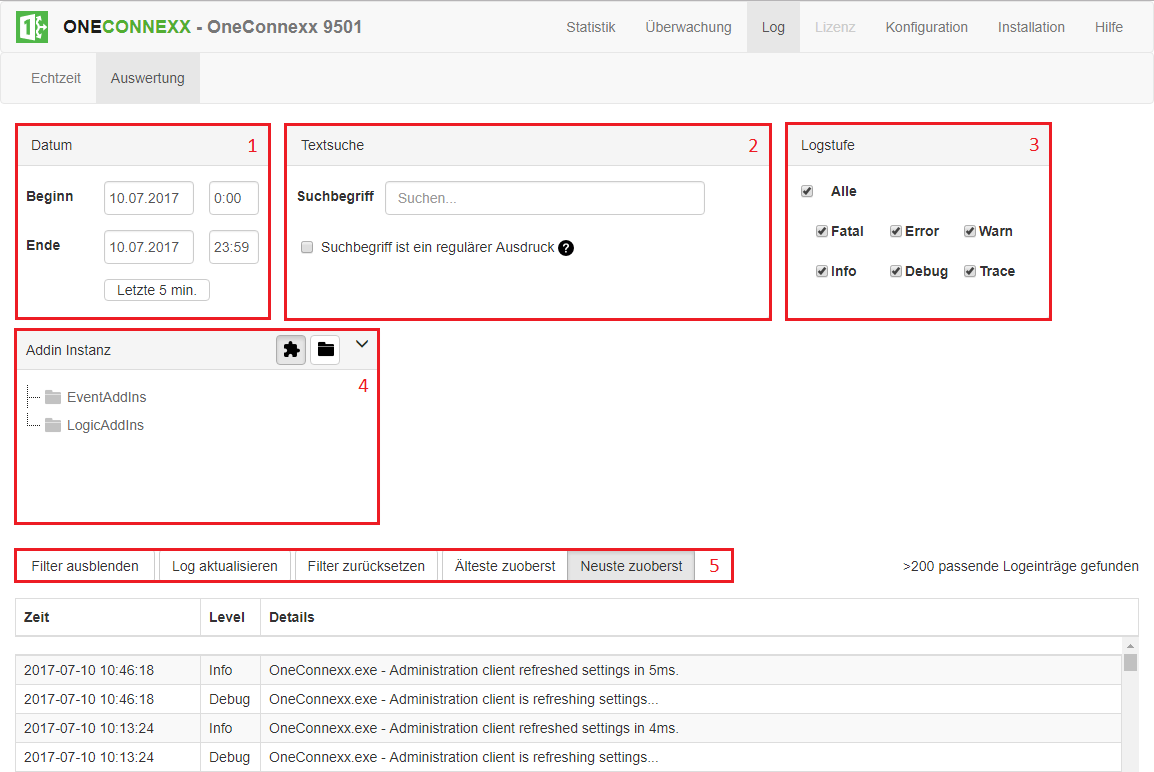 ONECONNEXX - OneConnexx 9501 Statistik Überwachung Log Lizenz Konfiguration Installation Hilfe
Echtzeit Auswertung
Datum 1
Beginn 10.07.2017 0:00
Ende 10.07.2017 23:59
Letzte 5 min.
Textsuche 2
Suchbegriff Suchen...
Suchbegriff ist ein regulärer Ausdruck ?
Logstufe 3
Alle
Fatal Error Warn
Info Debug Trace
Addin Instanz
4
EventAddIns
LogicAddIns
Filter ausblenden Log aktualisieren Filter zurücksetzen Älteste zuoberst Neuste zuoberst 5 >200 passende Logeinträge gefunden
Zeit Level Details
2017-07-10 10:46:18 Info OneConnexx.exe - Administration client refreshed settings in 5ms.
2017-07-10 10:46:18 Debug OneConnexx.exe - Administration client is refreshing settings...
2017-07-10 10:13:24 Info OneConnexx.exe - Administration client refreshed settings in 4ms.
2017-07-10 10:13:24 Debug OneConnexx.exe - Administration client is refreshing settings...